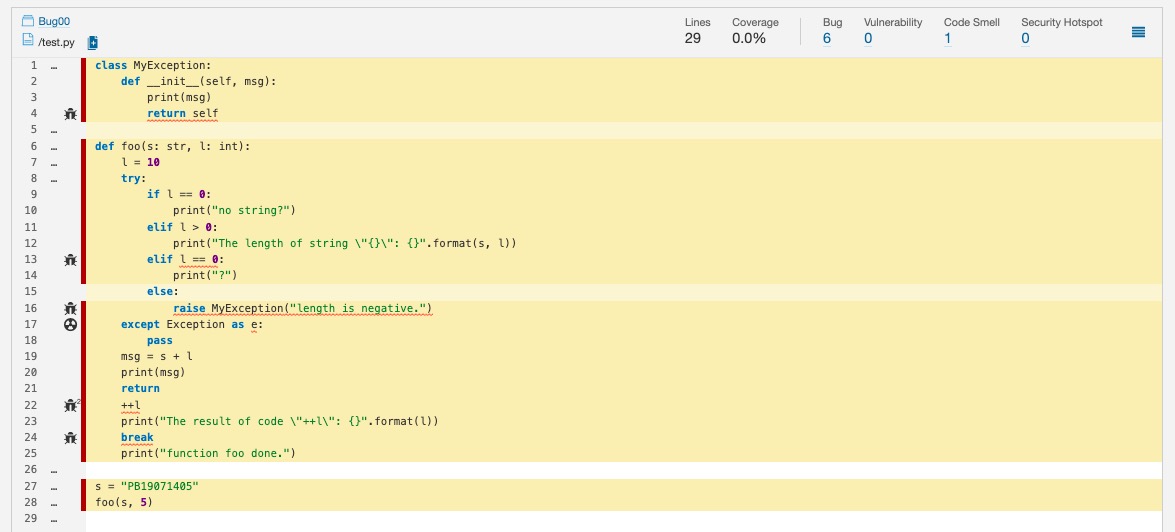 Bug00
/test.py
Lines Coverage Bug Vulnerability Code Smell Security Hotspot
29 0.0% 6 0 1 0
1 … class MyException:
2     def __init__(self, msg):
3         print(msg)
4         return self
5 …
6 … def foo(s: str, l: int):
7 …     l = 10
8 …     try:
9         if l == 0:
10             print("no string?")
11         elif l > 0:
12             print("The length of string \"{}\": {}".format(s, l))
13         elif l == 0:
14             print("?")
15         else:
16             raise MyException("length is negative.")
17     except Exception as e:
18         pass
19     msg = s + l
20     print(msg)
21     return
22 2     ++l
23     print("The result of code \"++l\": {}".format(l))
24     break
25     print("function foo done.")
26 …
27 … s = "PB19071405"
28 … foo(s, 5)
29 …